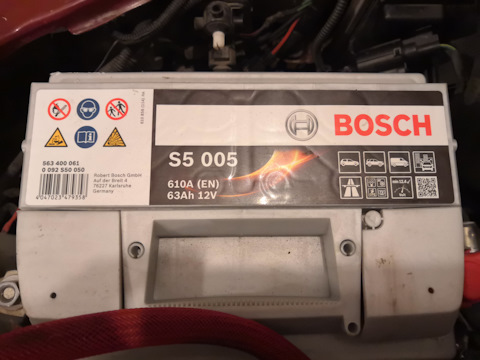 BOSCH
S5 005
610A (EN)
63Ah 12V
563 400 061
0 092 S50 050
Robert Bosch GmbH
Auf der Breit 4
76227 Karlsruhe
Germany
4047023479358